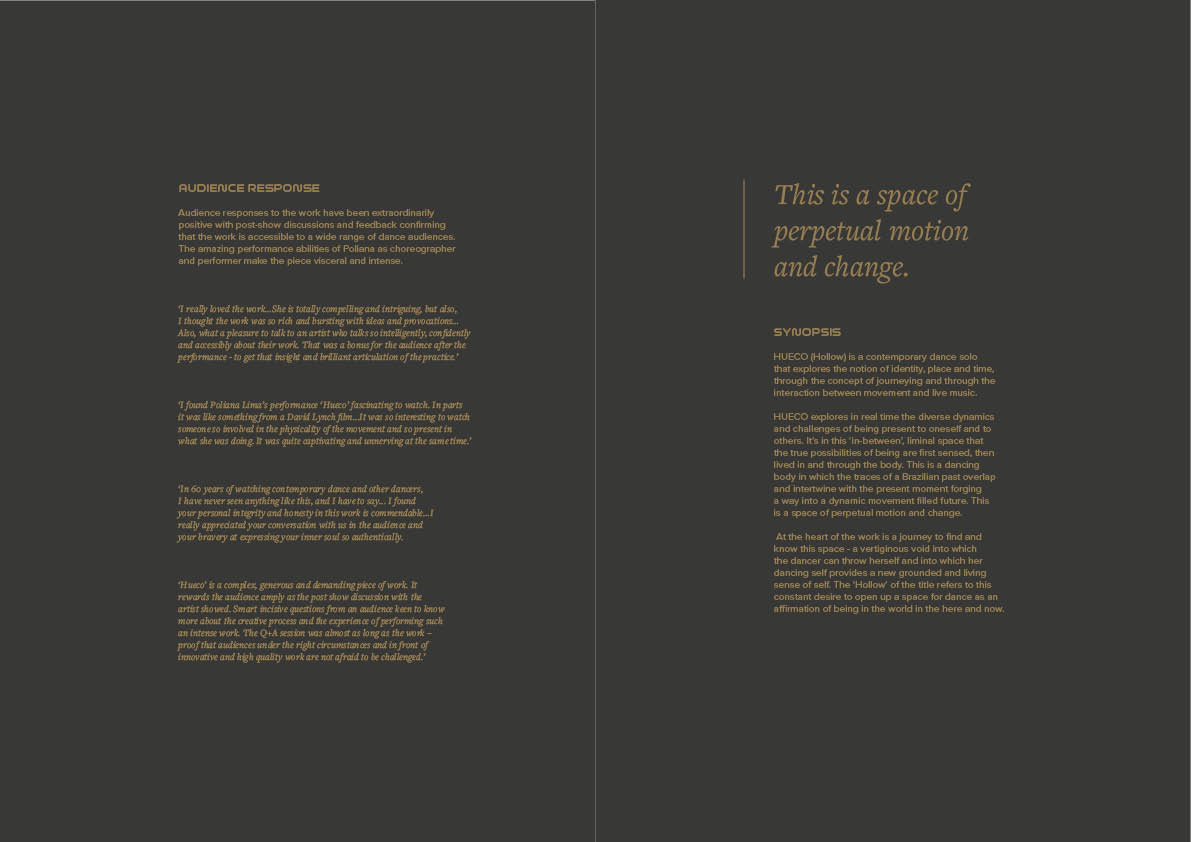 AUDIENCE RESPONSE
Audience responses to the work have been extraordinarily
positive with post-show discussions and feedback confirming
that the work is accessible to a wide range of dance audiences.
The amazing performance abilities of Poliana as choreographer
and performer make the piece visceral and intense.
‘I really loved the work...She is totally compelling and intriguing, but also,
I thought the work was so rich and bursting with ideas and provocations...
Also, what a pleasure to talk to an artist who talks so intelligently, confidently
and accessibly about their work. That was a bonus for the audience after the
performance - to get that insight and brilliant articulation of the practice.’
‘I found Poliana Lima’s performance ‘Hueco’ fascinating to watch. In parts
it was like something from a David Lynch film...It was so interesting to watch
someone so involved in the physicality of the movement and so present in
what she was doing. It was quite captivating and unnerving at the same time.’
‘In 60 years of watching contemporary dance and other dancers,
I have never seen anything like this, and I have to say... I found
your personal integrity and honesty in this work is commendable...I
really appreciated your conversation with us in the audience and
your bravery at expressing your inner soul so authentically.
‘Hueco’ is a complex, generous and demanding piece of work. It
rewards the audience amply as the post show discussion with the
artist showed. Smart incisive questions from an audience keen to know
more about the creative process and the experience of performing such
an intense work. The Q+A session was almost as long as the work –
proof that audiences under the right circumstances and in front of
innovative and high quality work are not afraid to be challenged.’
This is a space of
perpetual motion
and change.
SYNOPSIS
HUECO (Hollow) is a contemporary dance solo
that explores the notion of identity, place and time,
through the concept of journeying and through the
interaction between movement and live music.
HUECO explores in real time the diverse dynamics
and challenges of being present to oneself and to
others. It’s in this ‘in-between’, liminal space that
the true possibilities of being are first sensed, then
lived in and through the body. This is a dancing
body in which the traces of a Brazilian past overlap
and intertwine with the present moment forging
a way into a dynamic movement filled future. This
is a space of perpetual motion and change.
At the heart of the work is a journey to find and
know this space - a vertiginous void into which
the dancer can throw herself and into which her
dancing self provides a new grounded and living
sense of self. The ‘Hollow’ of the title refers to this
constant desire to open up a space for dance as an
affirmation of being in the world in the here and now.